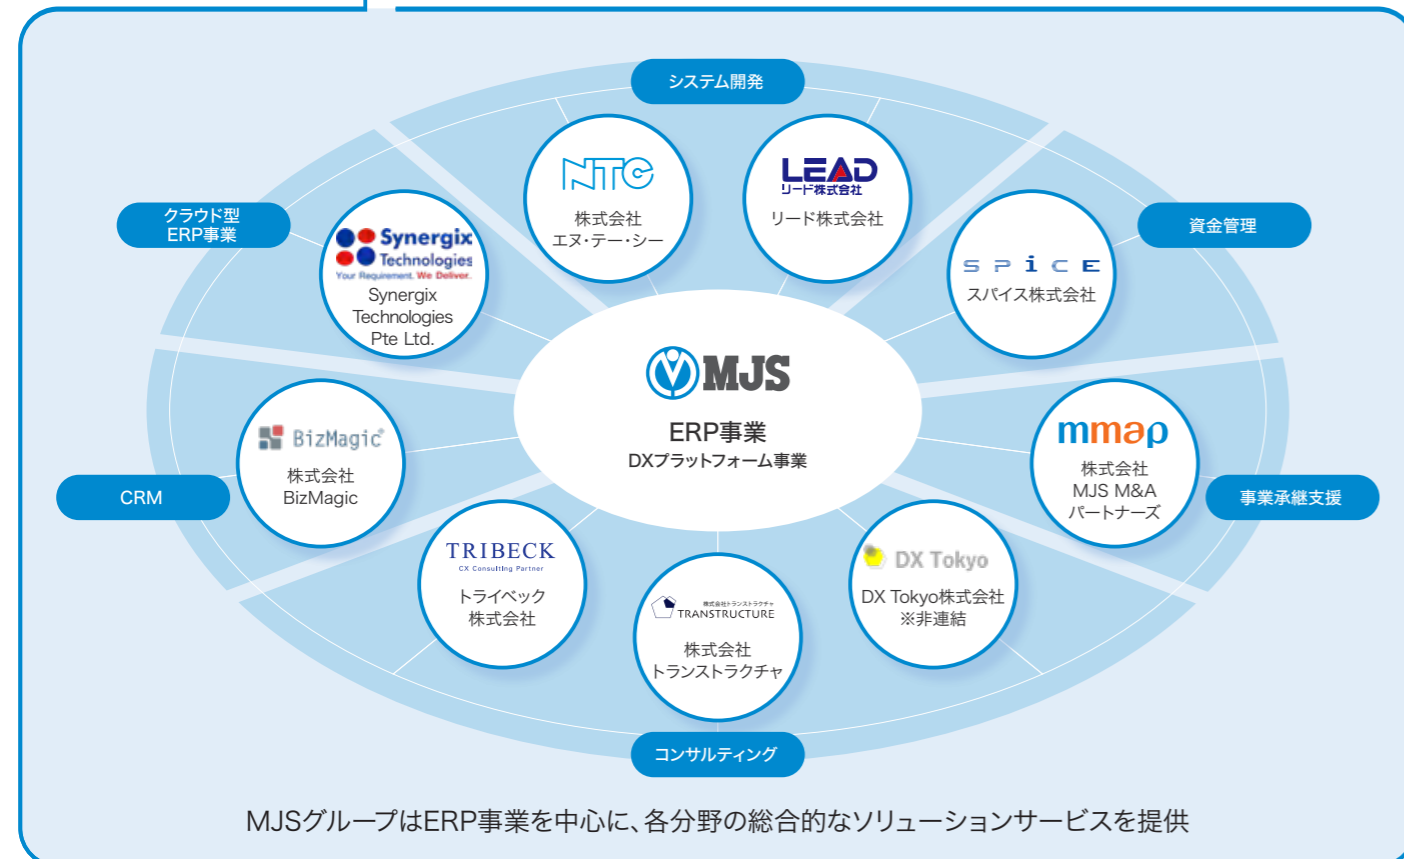 システム開発
NTC
株式会社
エヌ・テー・シー
LEAD
リード株式会社
リード株式会社
クラウド型
ERP事業
Synergix
Technologies
Your Requirement. We Deliver.
Synergix
Technologies
Pte Ltd.
資金管理
SPiCE
スパイス株式会社
MJS
ERP事業
DXプラットフォーム事業
BizMagic®
株式会社
BizMagic
CRM
mmap
株式会社
MJS M&A
パートナーズ
事業承継支援
TRIBECK
CX Consulting Partner
トライベック
株式会社
株式会社トランストラクチャ
TRANSTRUCTURE
株式会社
トランストラクチャ
DX Tokyo
DX Tokyo株式会社
※非連結
コンサルティング
MJSグループはERP事業を中心に、各分野の総合的なソリューションサービスを提供